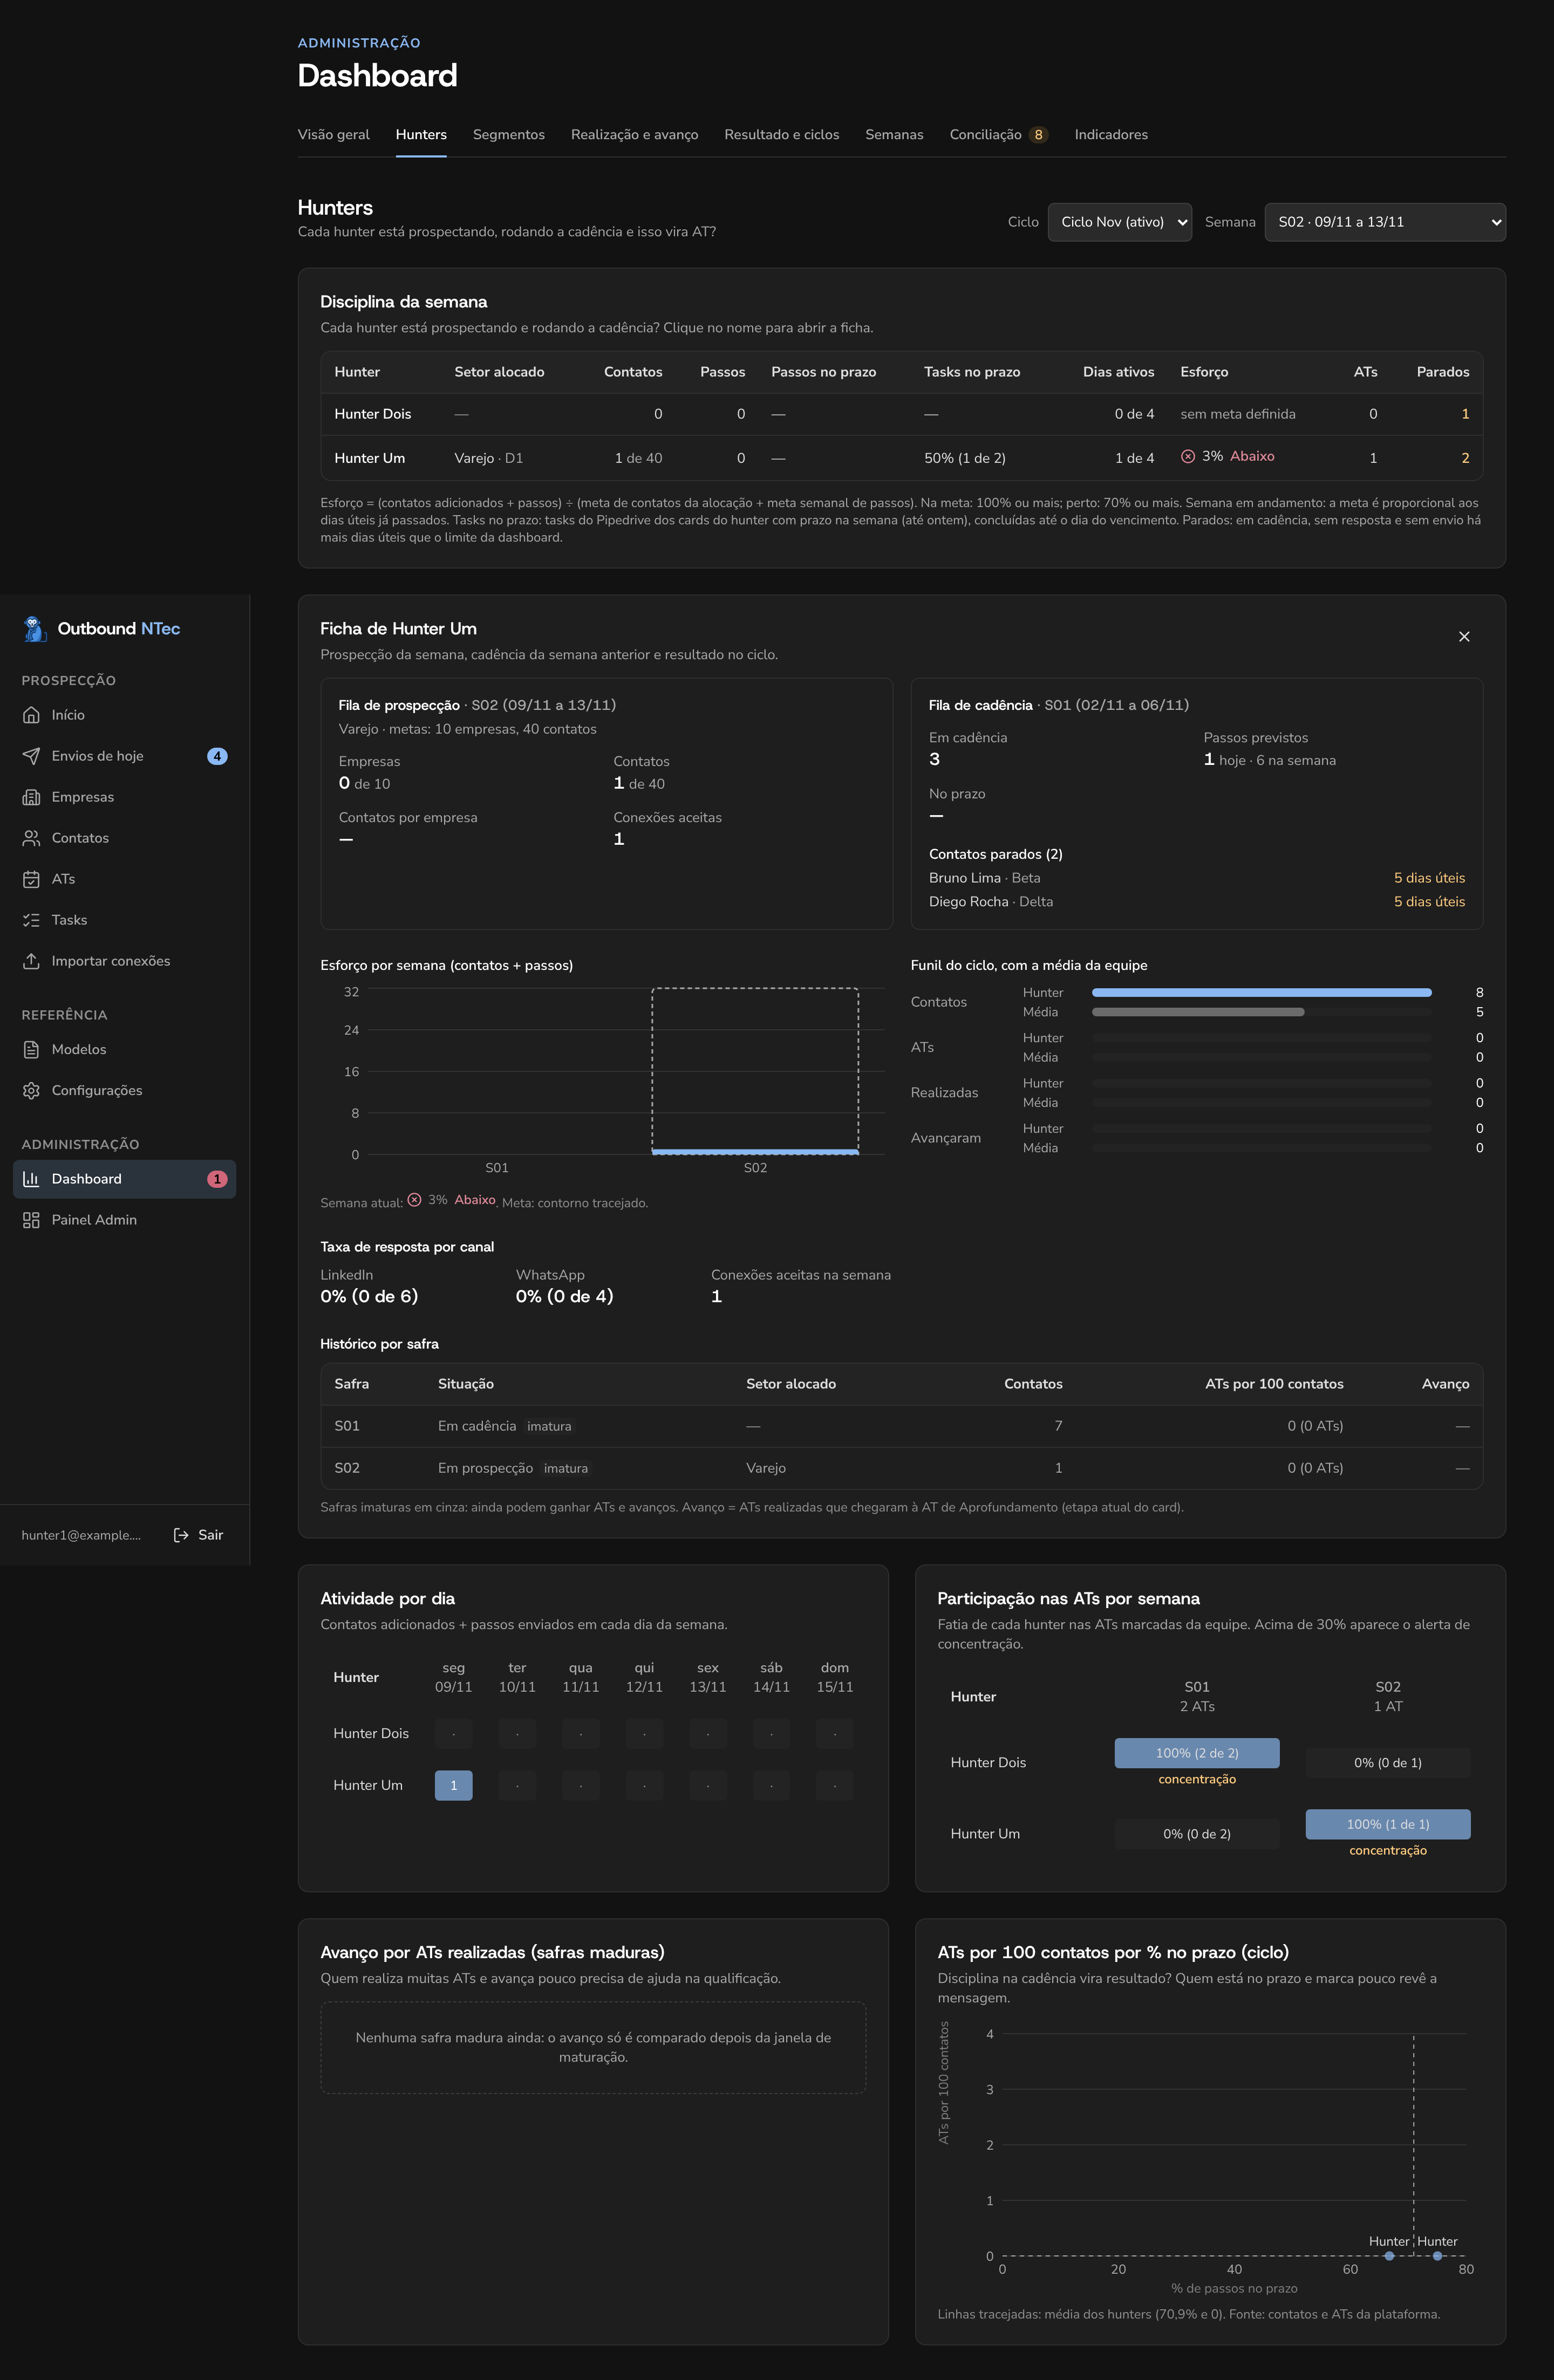 ADMINISTRAÇÃO
Dashboard
Visão geral Hunters Segmentos Realização e avanço Resultado e ciclos Semanas Conciliação 8 Indicadores
Hunters
Cada hunter está prospectando, rodando a cadência e isso vira AT?
Ciclo Ciclo Nov (ativo) Semana S02 · 09/11 a 13/11
Disciplina da semana
Cada hunter está prospectando e rodando a cadência? Clique no nome para abrir a ficha.
Hunter Setor alocado Contatos Passos Passos no prazo Tasks no prazo Dias ativos Esforço ATs Parados
Hunter Dois — 0 0 — — 0 de 4 sem meta definida 0 1
Hunter Um Varejo · D1 1 de 40 0 — 50% (1 de 2) 1 de 4 3% Abaixo 1 2
Esforço = (contatos adicionados + passos) ÷ (meta de contatos da alocação + meta semanal de passos). Na meta: 100% ou mais; perto: 70% ou mais. Semana em andamento: a meta é proporcional aos
dias úteis já passados. Tasks no prazo: tasks do Pipedrive dos cards do hunter com prazo na semana (até ontem), concluídas até o dia do vencimento. Parados: em cadência, sem resposta e sem envio há
mais dias úteis que o limite da dashboard.
Outbound NTec
PROSPECÇÃO
Início
Envios de hoje 4
Empresas
Contatos
ATs
Tasks
Importar conexões
REFERÊNCIA
Modelos
Configurações
ADMINISTRAÇÃO
Dashboard 1
Painel Admin
hunter1@example.... Sair
Ficha de Hunter Um
Prospecção da semana, cadência da semana anterior e resultado no ciclo.
Fila de prospecção · S02 (09/11 a 13/11)
Varejo · metas: 10 empresas, 40 contatos
Empresas Contatos
0 de 10 1 de 40
Contatos por empresa Conexões aceitas
— 1
Fila de cadência · S01 (02/11 a 06/11)
Em cadência Passos previstos
3 1 hoje · 6 na semana
No prazo
—
Contatos parados (2)
Bruno Lima · Beta 5 dias úteis
Diego Rocha · Delta 5 dias úteis
Esforço por semana (contatos + passos)
32
24
16
8
0
S01 S02
Semana atual: 3% Abaixo. Meta: contorno tracejado.
Funil do ciclo, com a média da equipe
Contatos Hunter 8
Média 5
ATs Hunter 0
Média 0
Realizadas Hunter 0
Média 0
Avançaram Hunter 0
Média 0
Taxa de resposta por canal
LinkedIn WhatsApp Conexões aceitas na semana
0% (0 de 6) 0% (0 de 4) 1
Histórico por safra
Safra Situação Setor alocado Contatos ATs por 100 contatos Avanço
S01 Em cadência imatura — 7 0 (0 ATs) —
S02 Em prospecção imatura Varejo 1 0 (0 ATs) —
Safras imaturas em cinza: ainda podem ganhar ATs e avanços. Avanço = ATs realizadas que chegaram à AT de Aprofundamento (etapa atual do card).
Atividade por dia
Contatos adicionados + passos enviados em cada dia da semana.
Hunter seg ter qua qui sex sáb dom
09/11 10/11 11/11 12/11 13/11 14/11 15/11
Hunter Dois · · · · · · ·
Hunter Um 1 · · · · · ·
Participação nas ATs por semana
Fatia de cada hunter nas ATs marcadas da equipe. Acima de 30% aparece o alerta de
concentração.
Hunter S01 S02
2 ATs 1 AT
Hunter Dois 100% (2 de 2) 0% (0 de 1)
concentração
Hunter Um 0% (0 de 2) 100% (1 de 1)
concentração
Avanço por ATs realizadas (safras maduras)
Quem realiza muitas ATs e avança pouco precisa de ajuda na qualificação.
Nenhuma safra madura ainda: o avanço só é comparado depois da janela de
maturação.
ATs por 100 contatos por % no prazo (ciclo)
Disciplina na cadência vira resultado? Quem está no prazo e marca pouco revê a
mensagem.
ATs por 100 contatos
4
3
2
1
0
Hunter Hunter
0 20 40 60 80
% de passos no prazo
Linhas tracejadas: média dos hunters (70,9% e 0). Fonte: contatos e ATs da plataforma.